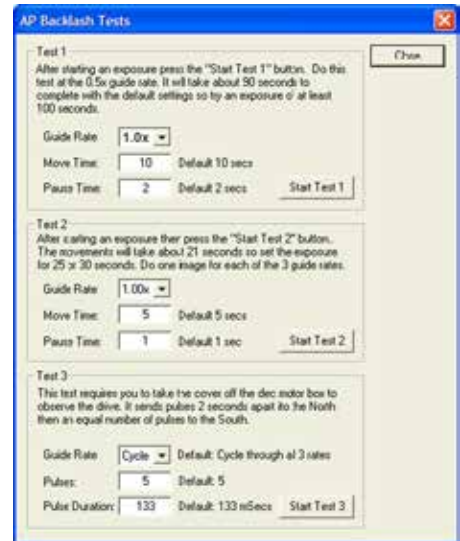 AP Backlash Tests
Close
Test 1
After starting an exposure press the "Start Test 1" button. Do this
test at the 0.5x guide rate. It will take about 90 seconds to
complete with the default settings so try an exposure of at least
100 seconds.
Guide Rate 1.0x
Move Time: 10 Default 10 secs
Pause Time: 2 Default 2 secs Start Test 1
Test 2
After starting an exposure then press the "Start Test 2" button.
The movements will take about 21 seconds so set the exposure
for 25 or 30 seconds. Do one image for each of the 3 guide rates.
Guide Rate 1.00x
Move Time: 5 Default 5 secs
Pause Time: 1 Default 1 sec Start Test 2
Test 3
This test requires you to take the cover off the dec motor box to
observe the drive. It sends pulses 2 seconds apart to the North
then an equal number of pulses to the South.
Guide Rate Cycle Default: Cycle through all 3 rates
Pulses: 5 Default: 5
Pulse Duration: 133 Default: 133 mSecs Start Test 3